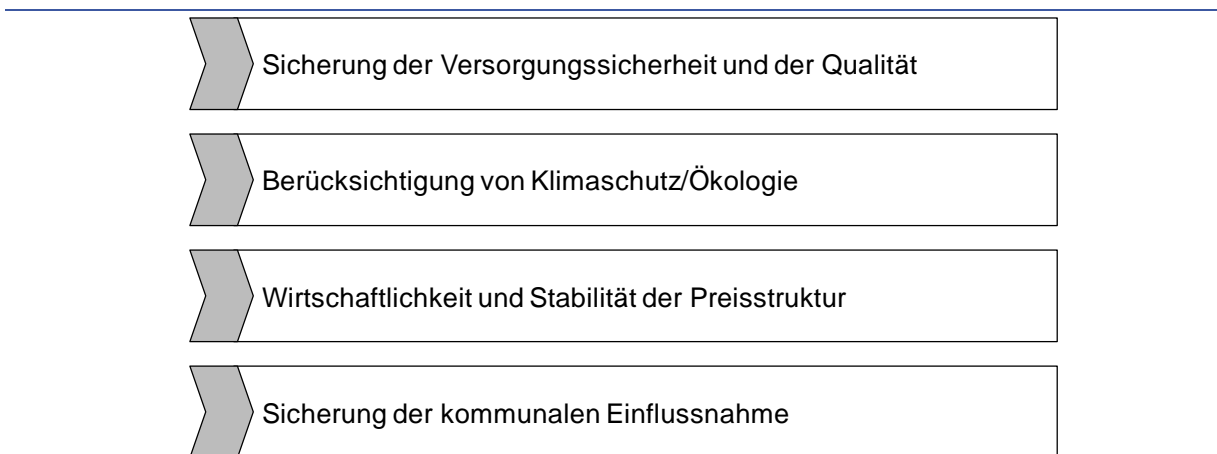 Sicherung der Versorgungssicherheit und der Qualität
Berücksichtigung von Klimaschutz/Ökologie
Wirtschaftlichkeit und Stabilität der Preisstruktur
Sicherung der kommunalen Einflussnahme